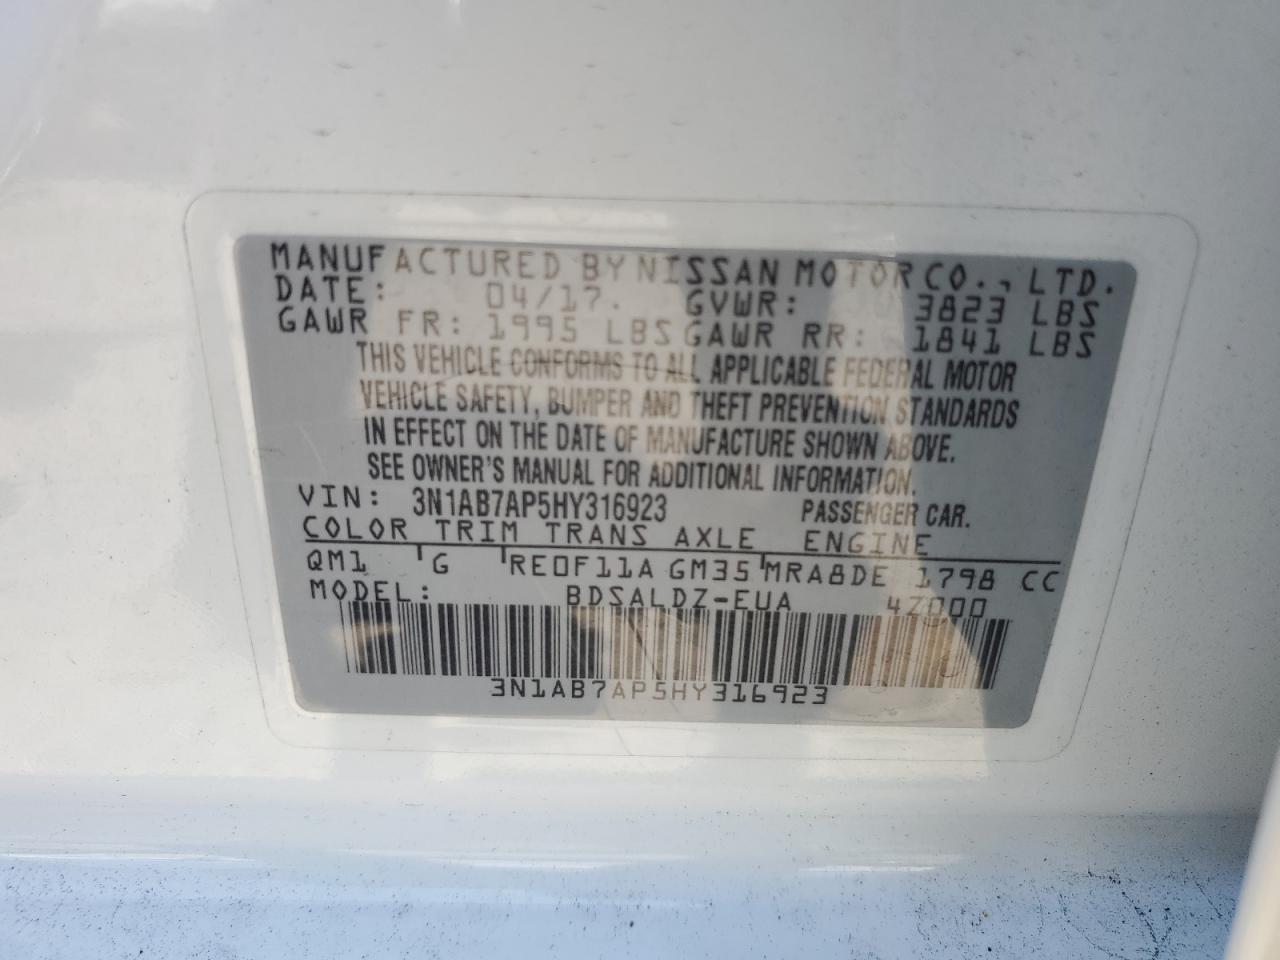 MANUFACTURED BY NISSAN MOTOR CO., LTD.
DATE: 04/17. GVWR: 3823 LBS
GAWR FR: 1995 LBS GAWR RR: 1841 LBS
THIS VEHICLE CONFORMS TO ALL APPLICABLE FEDERAL MOTOR
VEHICLE SAFETY, BUMPER AND THEFT PREVENTION STANDARDS
IN EFFECT ON THE DATE OF MANUFACTURE SHOWN ABOVE.
SEE OWNER'S MANUAL FOR ADDITIONAL INFORMATION.
VIN: 3N1AB7AP5HY316923 PASSENGER CAR.
COLOR TRIM TRANS AXLE ENGINE
QM1 G RE0F11A GM35 MRA8DE 1798 CC
MODEL: BDSALDZ-EUA 4Z000
3N1AB7AP5HY316923